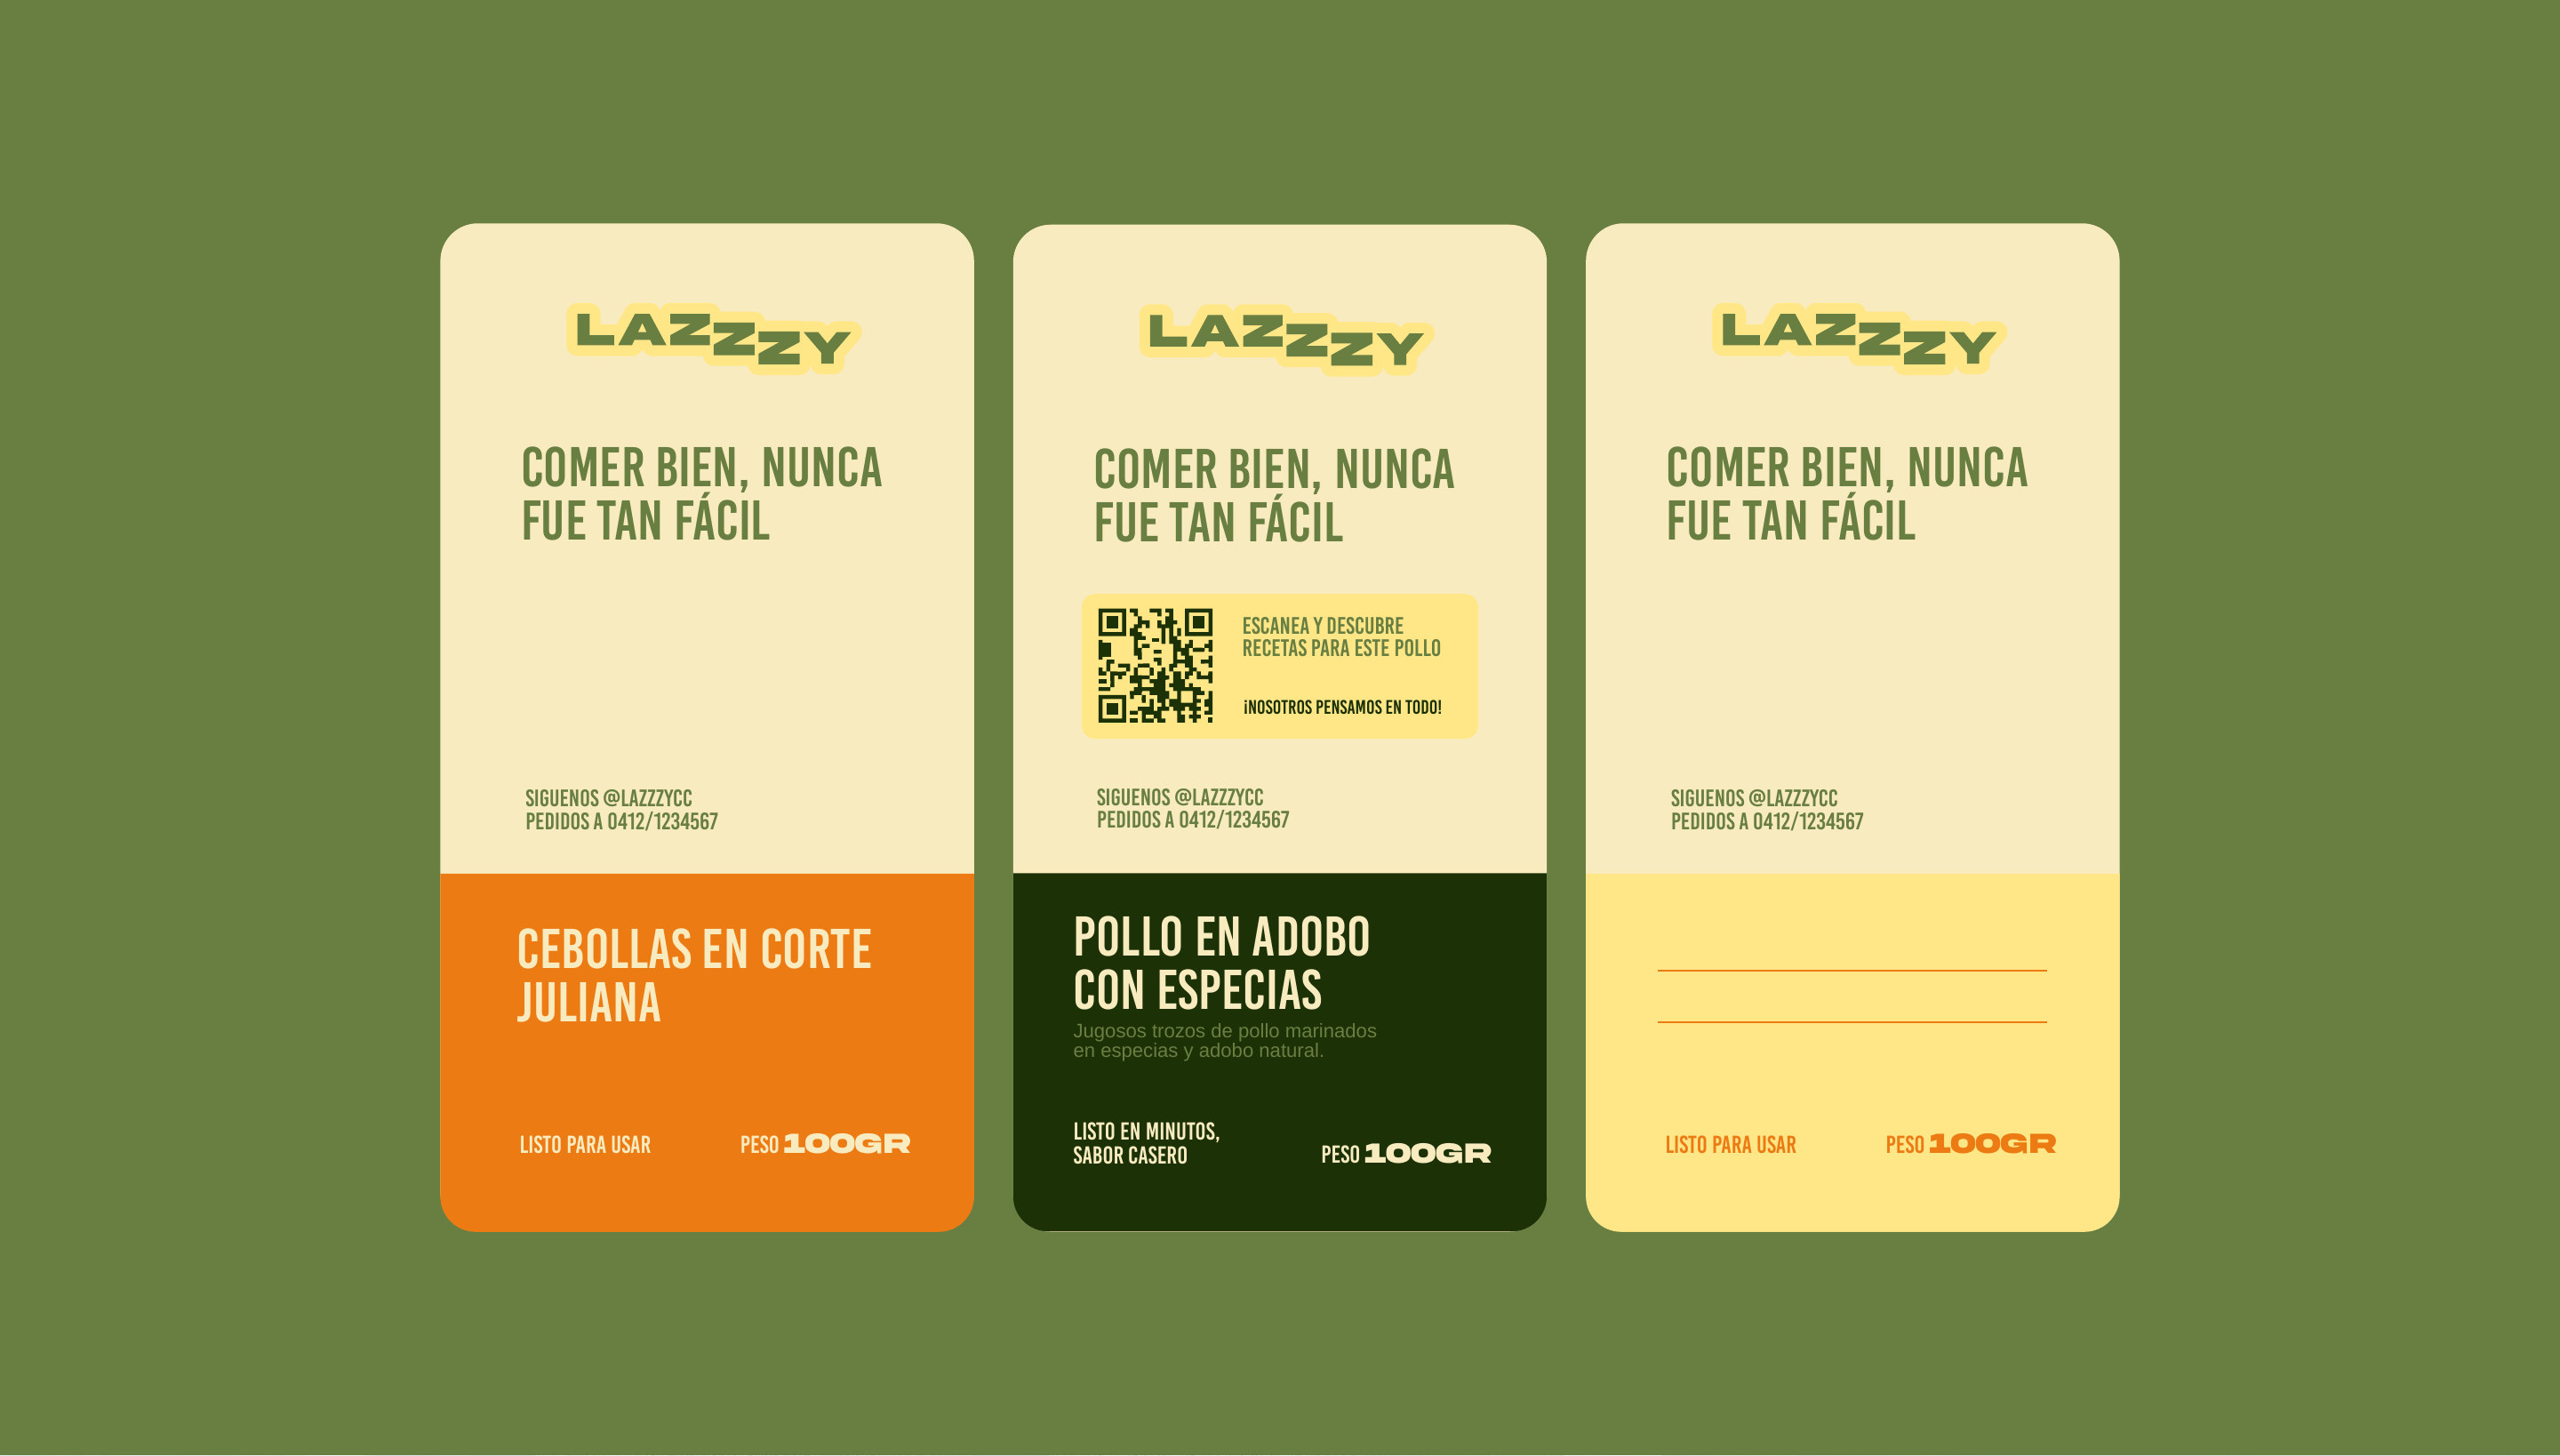 LAZZZY
COMER BIEN, NUNCA
FUE TAN FÁCIL
SIGUENOS @LAZZZYCC
PEDIDOS A 0412/1234567
CEBOLLAS EN CORTE
JULIANA
LISTO PARA USAR
PESO 100GR
LAZZZY
COMER BIEN, NUNCA
FUE TAN FÁCIL
ESCANEA Y DESCUBRE
RECETAS PARA ESTE POLLO
¡NOSOTROS PENSAMOS EN TODO!
SIGUENOS @LAZZZYCC
PEDIDOS A 0412/1234567
POLLO EN ADOBO
CON ESPECIAS
Jugosos trozos de pollo marinados
en especias y adobo natural.
LISTO EN MINUTOS,
SABOR CASERO
PESO 100GR
LAZZZY
COMER BIEN, NUNCA
FUE TAN FÁCIL
SIGUENOS @LAZZZYCC
PEDIDOS A 0412/1234567
LISTO PARA USAR
PESO 100GR